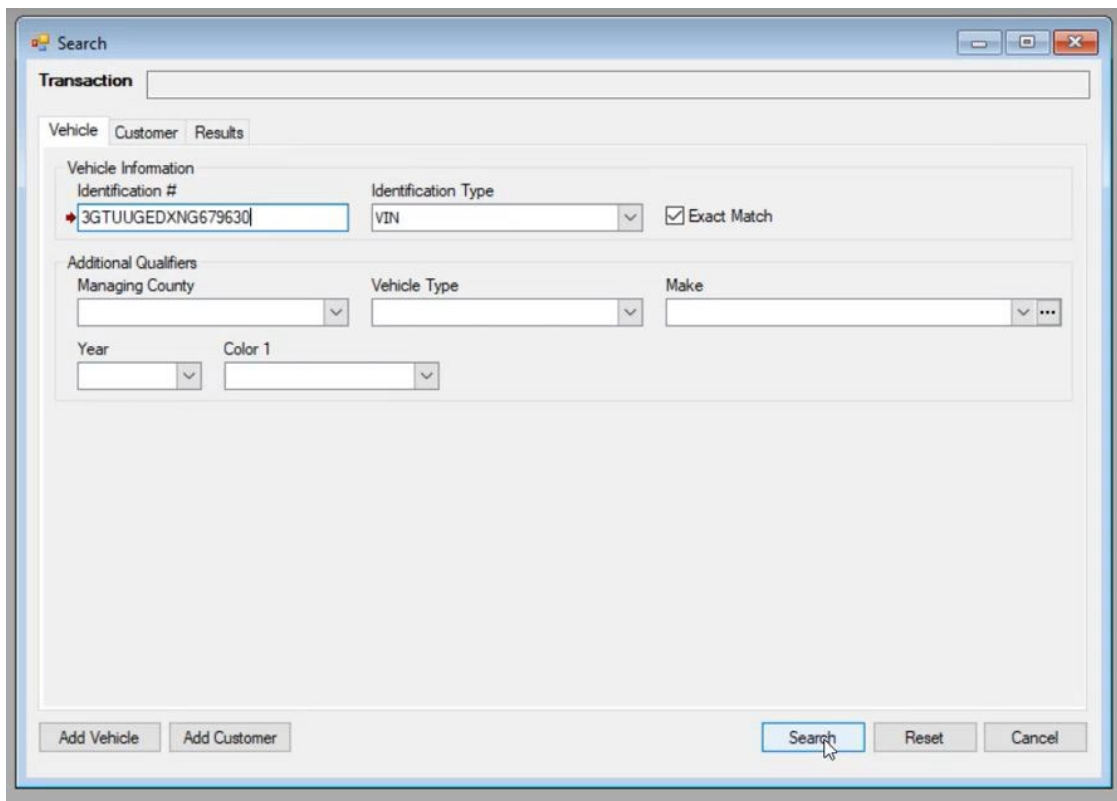 Search
Transaction
Vehicle Customer Results
Vehicle Information
Identification # Identification Type
3GTUUGEDXNG679630 VIN Exact Match
Additional Qualifiers
Managing County Vehicle Type Make
...
Year Color 1
Add Vehicle Add Customer Search Reset Cancel